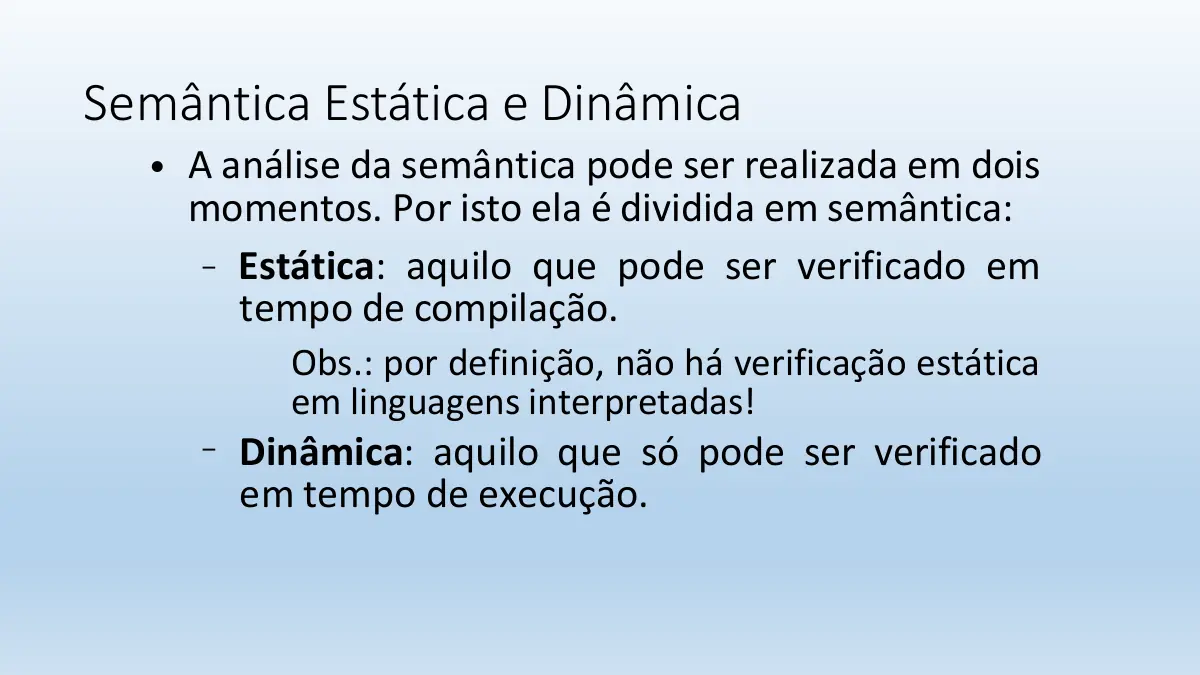 Semântica Estática e Dinâmica
• A análise da semântica pode ser realizada em dois
momentos. Por isto ela é dividida em semântica:
– Estática: aquilo que pode ser verificado em
tempo de compilação.
Obs.: por definição, não há verificação estática
em linguagens interpretadas!
– Dinâmica: aquilo que só pode ser verificado
em tempo de execução.